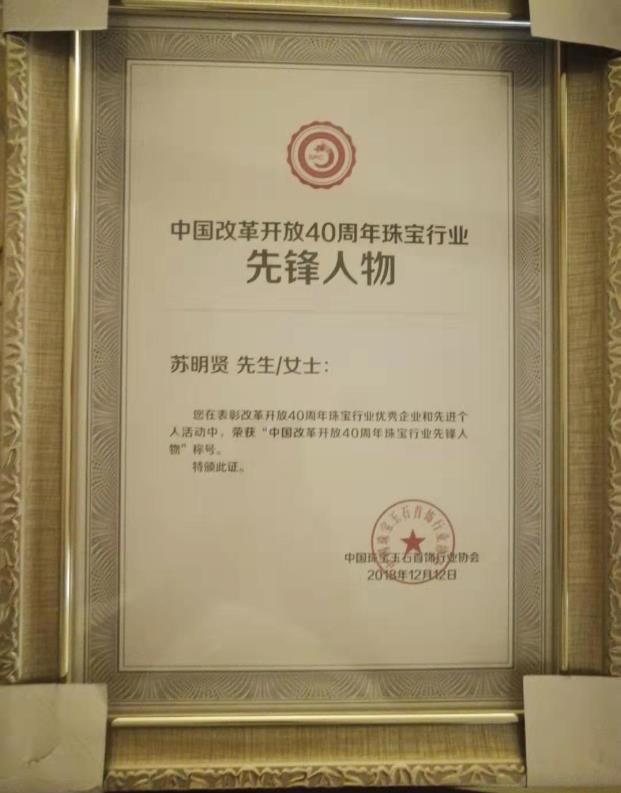 中国改革开放40周年珠宝行业
先锋人物
苏明贤 先生/女士：
您在表彰改革开放40周年珠宝行业优秀企业和先进个
人活动中，荣获“中国改革开放40周年珠宝行业先锋人
物”称号。
特颁此证。
中国珠宝玉石首饰行业协会
2018年12月12日